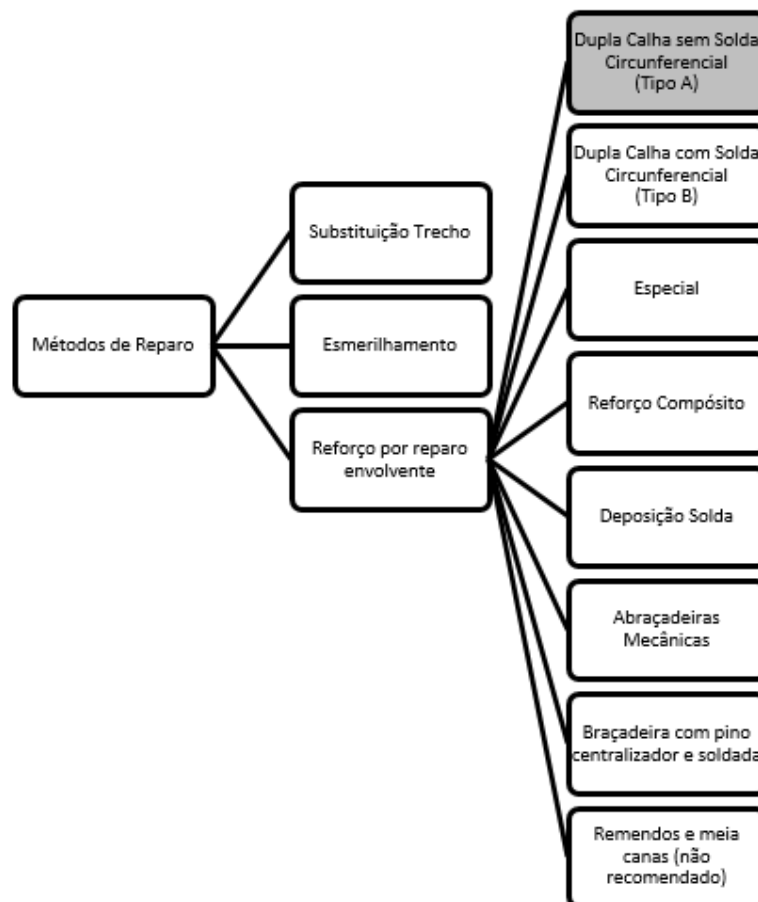 Métodos de Reparo
Substituição Trecho
Esmerilhamento
Reforço por reparo
envolvente
Dupla Calha sem Solda
Circunferencial
(Tipo A)
Dupla Calha com Solda
Circunferencial
(Tipo B)
Especial
Reforço Compósito
Deposição Solda
Abraçadeiras
Mecânicas
Braçadeira com pino
centralizador e soldada
Remendos e meia
canas (não
recomendado)